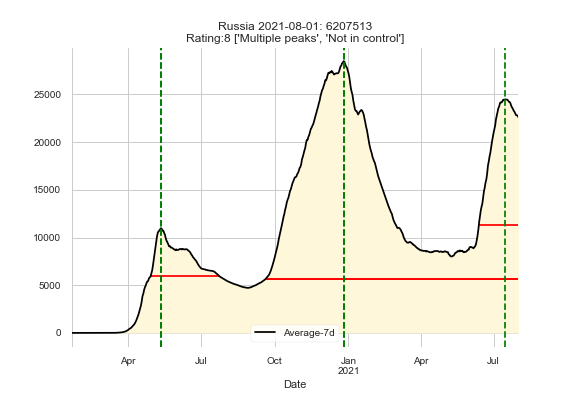 Russia 2021-08-01: 6207513
Rating:8 ['Multiple peaks', 'Not in control']
25000
20000
15000
10000
5000
0
Average-7d
Apr Jul Oct Jan Apr Jul
2021
Date